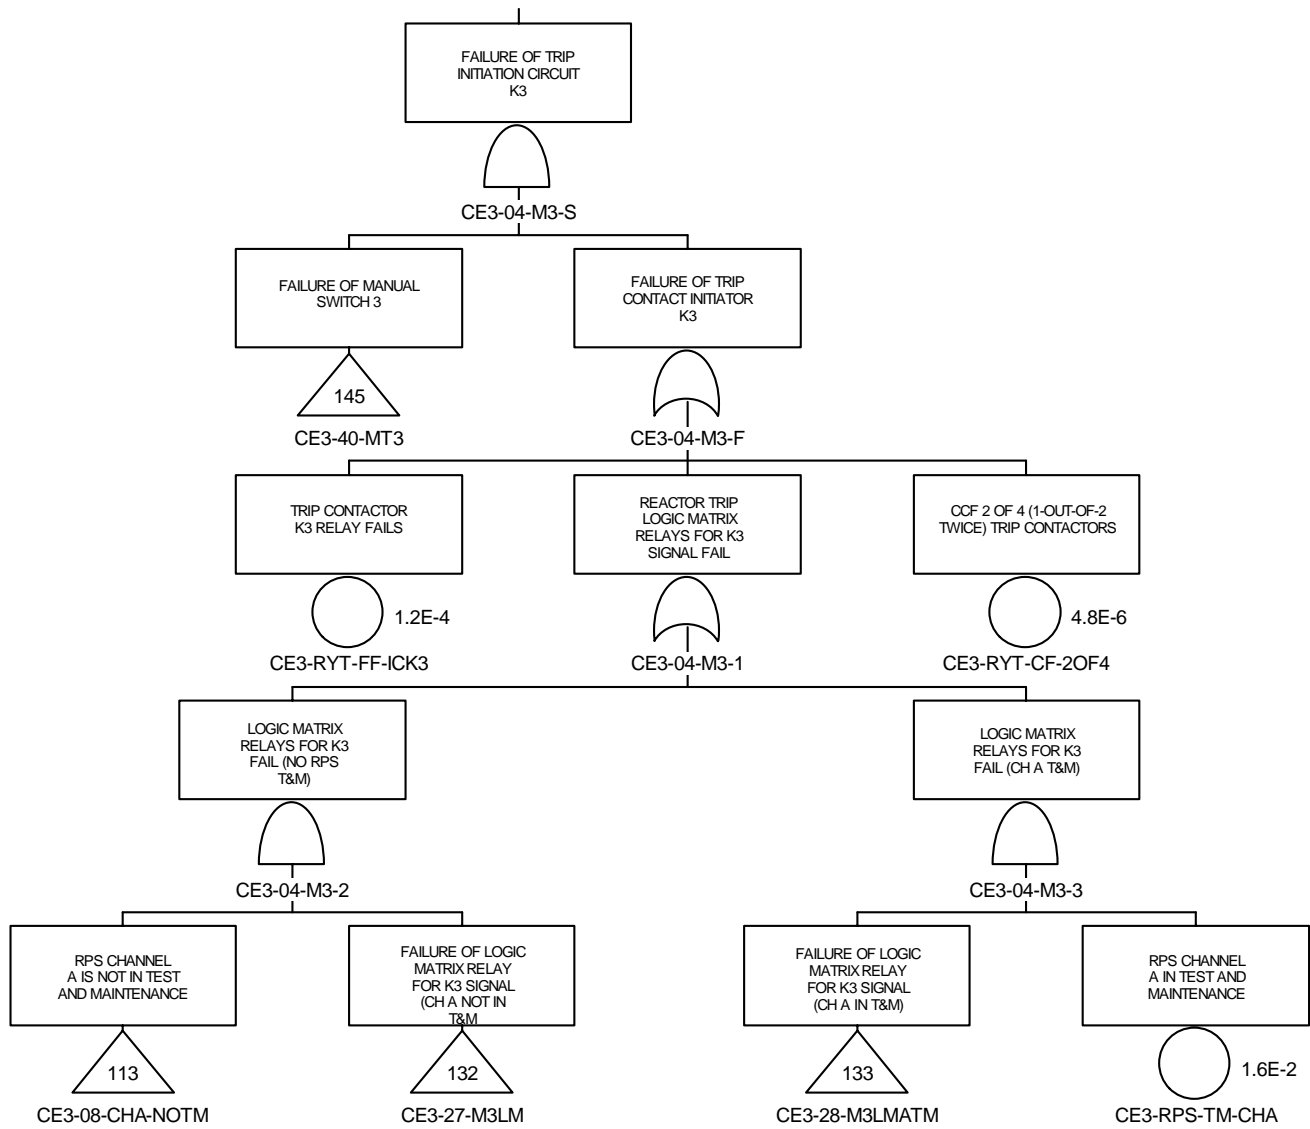 FAILURE OF TRIP
INITIATION CIRCUIT
K3
CE3-04-M3-S
FAILURE OF MANUAL
SWITCH 3
145
CE3-40-MT3
FAILURE OF TRIP
CONTACT INITIATOR
K3
CE3-04-M3-F
TRIP CONTACTOR
K3 RELAY FAILS
1.2E-4
CE3-RYT-FF-ICK3
REACTOR TRIP
LOGIC MATRIX
RELAYS FOR K3
SIGNAL FAIL
CE3-04-M3-1
CCF 2 OF 4 (1-OUT-OF-2
TWICE) TRIP CONTACTORS
4.8E-6
CE3-RYT-CF-2OF4
LOGIC MATRIX
RELAYS FOR K3
FAIL (NO RPS
T&M)
CE3-04-M3-2
LOGIC MATRIX
RELAYS FOR K3
FAIL (CH A T&M)
CE3-04-M3-3
RPS CHANNEL
A IS NOT IN TEST
AND MAINTENANCE
113
CE3-08-CHA-NOTM
FAILURE OF LOGIC
MATRIX RELAY
FOR K3 SIGNAL
(CH A NOT IN
T&M
132
CE3-27-M3LM
FAILURE OF LOGIC
MATRIX RELAY
FOR K3 SIGNAL
(CH A IN T&M)
133
CE3-28-M3LMATM
RPS CHANNEL
A IN TEST AND
MAINTENANCE
1.6E-2
CE3-RPS-TM-CHA